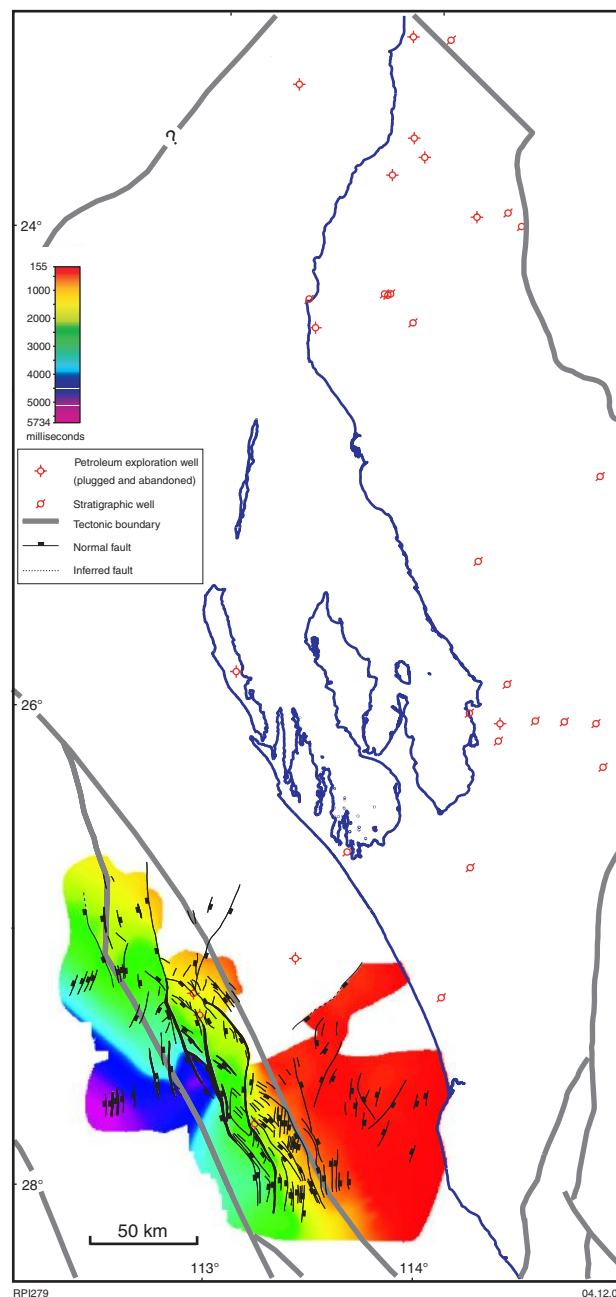 ?
24°
155
1000
2000
3000
4000
5000
5734
milliseconds
Petroleum exploration well
(plugged and abandoned)
Stratigraphic well
Tectonic boundary
Normal fault
Inferred fault
26°
28°
50 km
113°
114°
RPI279